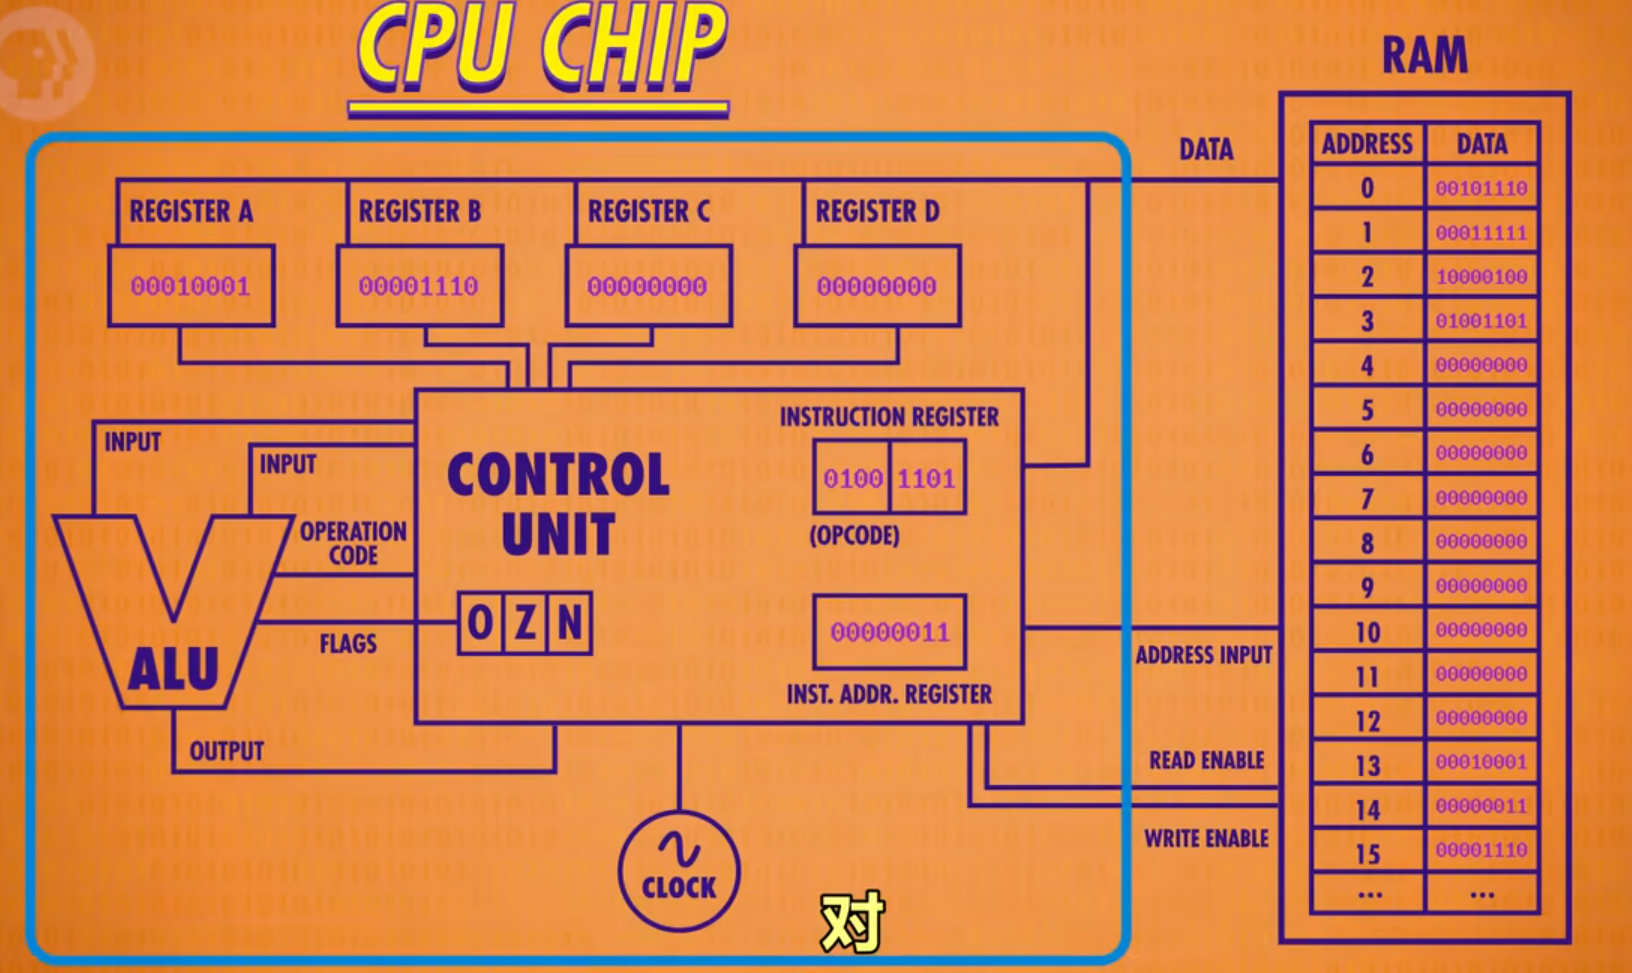 CPU CHIP
RAM
DATA
ADDRESS DATA
0 00101110
1 00011111
2 10000100
3 01001101
4 00000000
5 00000000
6 00000000
7 00000000
8 00000000
9 00000000
10 00000000
11 00000000
12 00000000
13 00010001
14 00000011
15 00001110
... ...
REGISTER A
00010001
REGISTER B
00001110
REGISTER C
00000000
REGISTER D
00000000
INPUT
INPUT
OPERATION
CODE
FLAGS
ALU
OUTPUT
CONTROL
UNIT
O Z N
INSTRUCTION REGISTER
0100 1101
(OPCODE)
00000011
INST. ADDR. REGISTER
ADDRESS INPUT
READ ENABLE
WRITE ENABLE
CLOCK
对